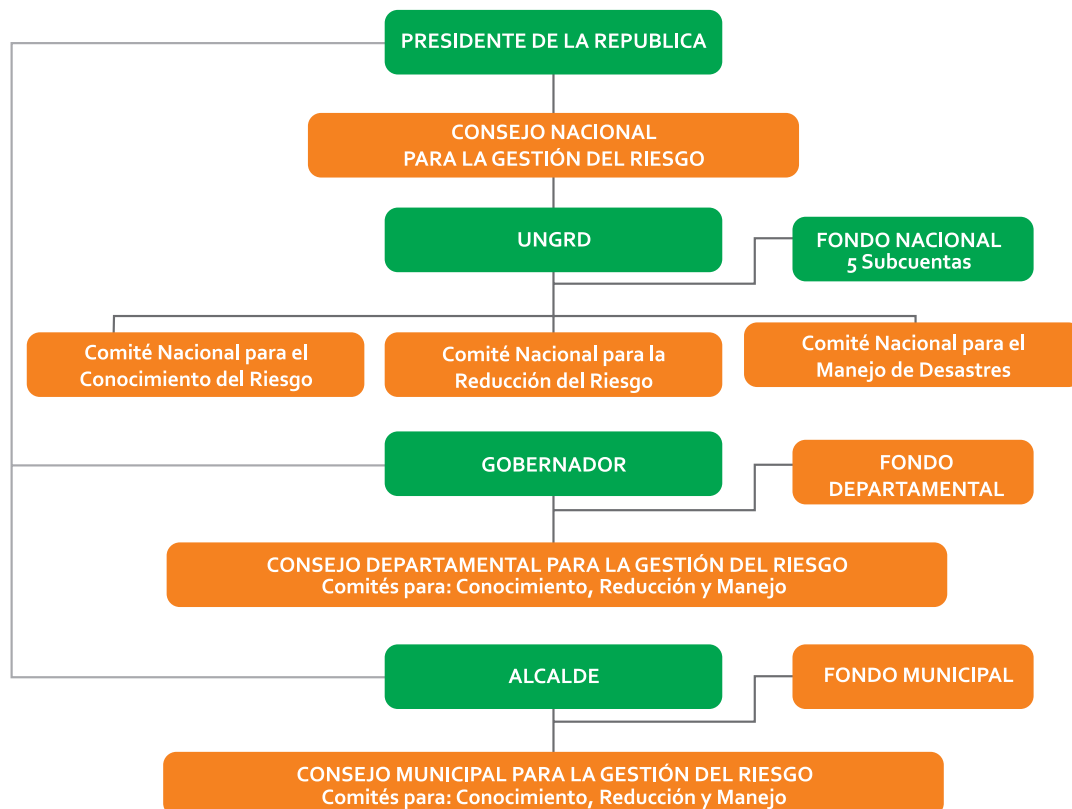 PRESIDENTE DE LA REPUBLICA
CONSEJO NACIONAL
PARA LA GESTIÓN DEL RIESGO
UNGRD
FONDO NACIONAL
5 Subcuentas
Comité Nacional para el
Conocimiento del Riesgo
Comité Nacional para la
Reducción del Riesgo
Comité Nacional para el
Manejo de Desastres
GOBERNADOR
FONDO
DEPARTAMENTAL
CONSEJO DEPARTAMENTAL PARA LA GESTIÓN DEL RIESGO
Comités para: Conocimiento, Reducción y Manejo
ALCALDE
FONDO MUNICIPAL
CONSEJO MUNICIPAL PARA LA GESTIÓN DEL RIESGO
Comités para: Conocimiento, Reducción y Manejo